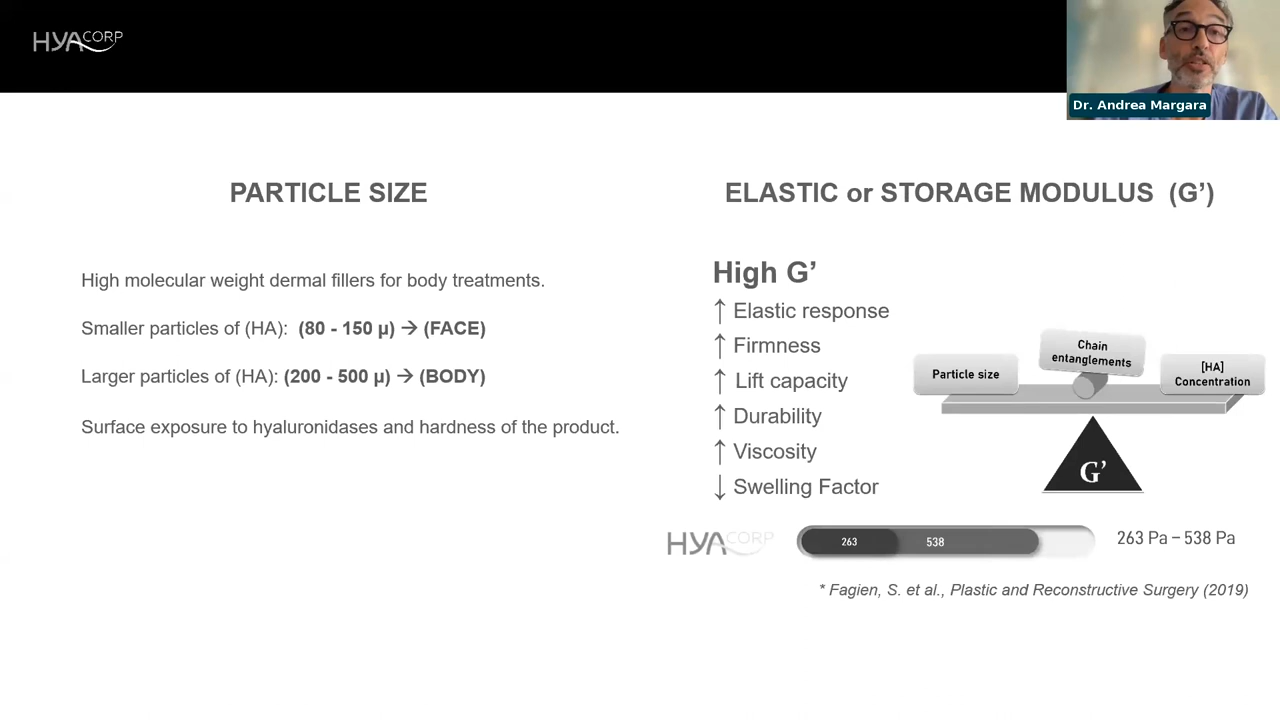 HYACORP
Dr. Andrea Margara
PARTICLE SIZE
High molecular weight dermal fillers for body treatments.
Smaller particles of (HA): (80 - 150 µ) → (FACE)
Larger particles of (HA): (200 - 500 µ) → (BODY)
Surface exposure to hyaluronidases and hardness of the product.
ELASTIC or STORAGE MODULUS (G’)
High G’
↑ Elastic response
↑ Firmness
↑ Lift capacity
↑ Durability
↑ Viscosity
↓ Swelling Factor
Particle size
Chain
entanglements
[HA]
Concentration
G’
HYACORP
263 538
263 Pa – 538 Pa
* Fagien, S. et al., Plastic and Reconstructive Surgery (2019)